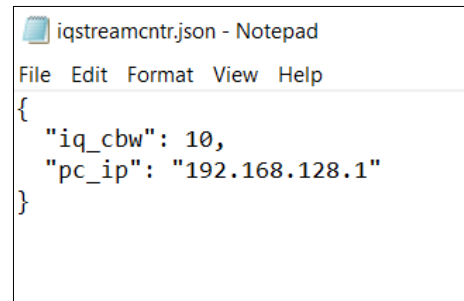 iqstreamcntr.json - Notepad
File Edit Format View Help
{
  "iq_cbw": 10,
  "pc_ip": "192.168.128.1"
}